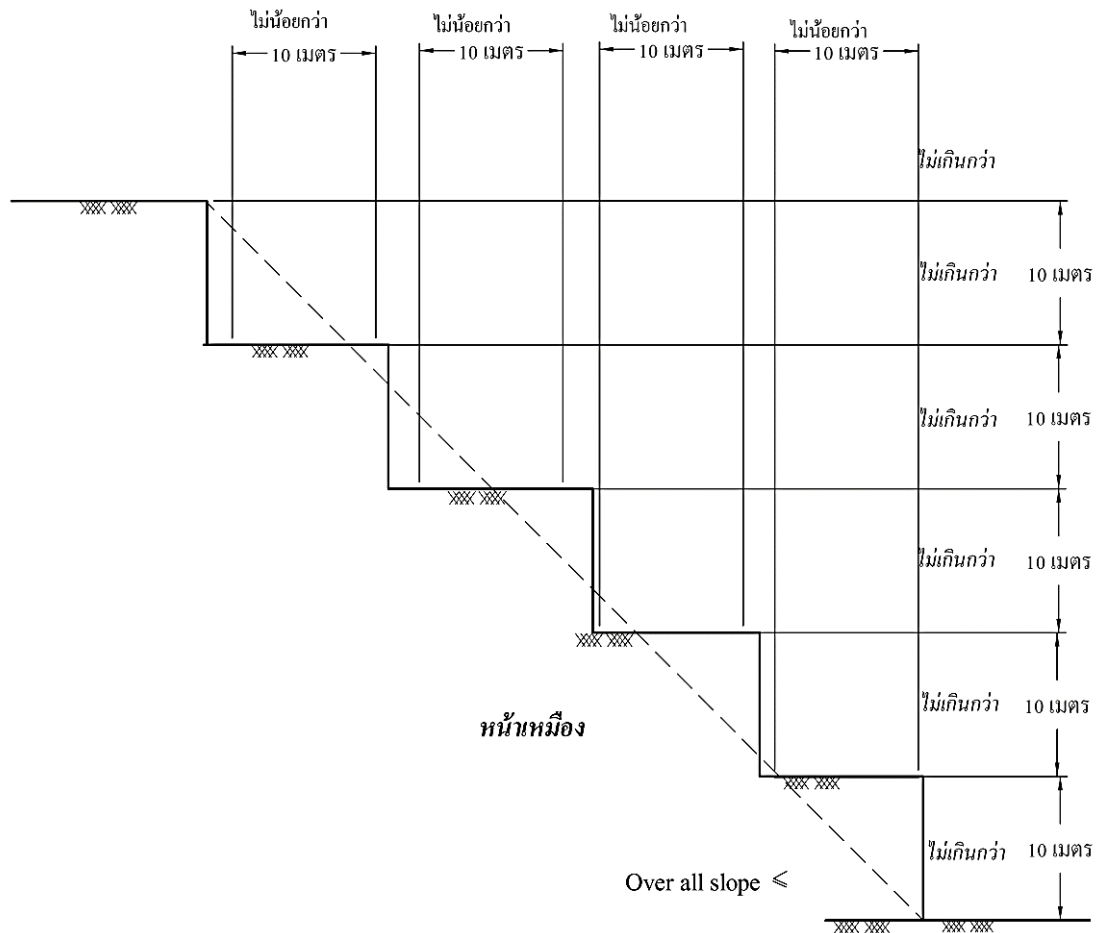 ไม่น้อยกว่า
10 เมตร
ไม่น้อยกว่า
10 เมตร
ไม่น้อยกว่า
10 เมตร
ไม่น้อยกว่า
10 เมตร
ไม่เกินกว่า
ไม่เกินกว่า 10 เมตร
ไม่เกินกว่า 10 เมตร
ไม่เกินกว่า 10 เมตร
ไม่เกินกว่า 10 เมตร
หน้าเหมือง
ไม่เกินกว่า 10 เมตร
Over all slope ≤